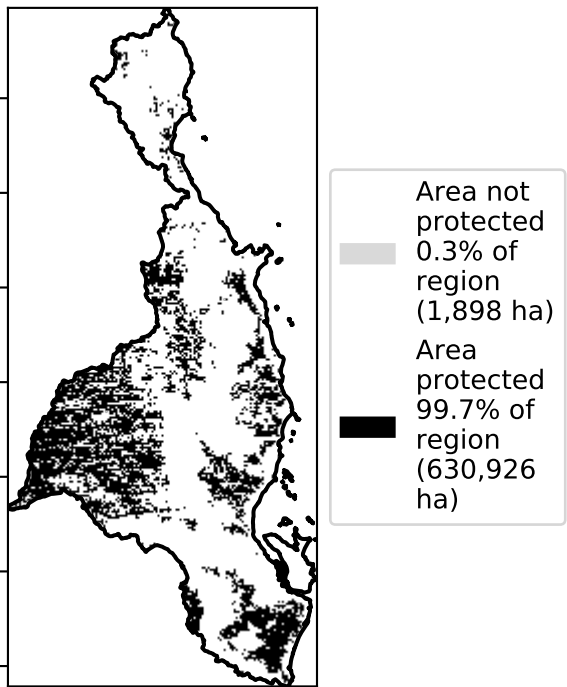 Area not
protected
0.3% of
region
(1,898 ha)
Area
protected
99.7% of
region
(630,926
ha)